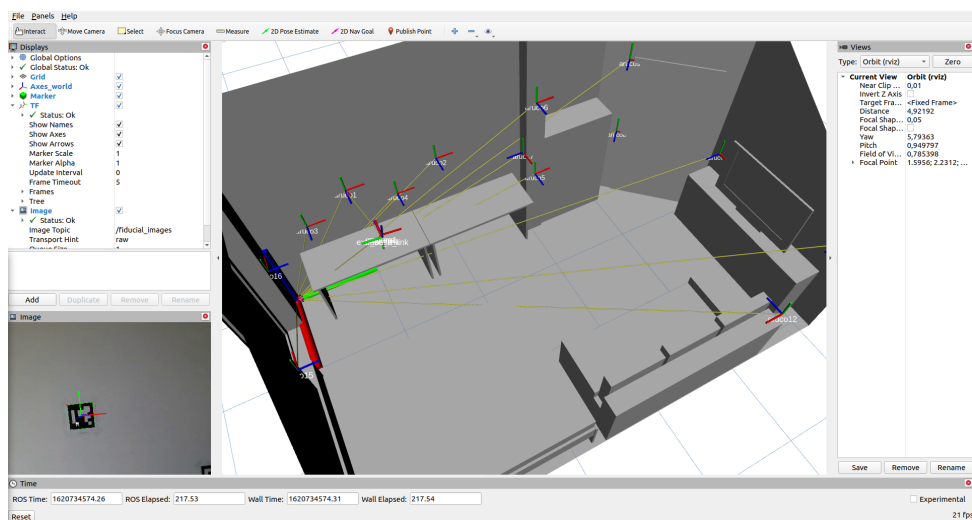 File Panels Help
Interact Move Camera Select Focus Camera Measure 2D Pose Estimate 2D Nav Goal Publish Point
Displays
Global Options
Global Status: Ok
Grid
Axes_world
Marker
TF
Status: Ok
Show Names
Show Axes
Show Arrows
Marker Scale 1
Marker Alpha 1
Update Interval 0
Frame Timeout 5
Frames
Tree
Image
Status: Ok
Image Topic /fiducial_images
Transport Hint raw
Add Duplicate Remove Rename
Image
aruco6
aruco2
aruco1
aruco4
aruco5
aruco3
o16
o15
aruco12
Views
Type: Orbit (rviz) Zero
Current View Orbit (rviz)
Near Clip ... 0,01
Invert Z Axis
Target Fra... <Fixed Frame>
Distance 4,92192
Focal Shap... 0,05
Focal Shap...
Yaw 5,79363
Pitch 0,949797
Field of Vi... 0,785398
Focal Point 1.5956; 2.2312; ...
Save Remove Rename
Time
ROS Time: 1620734574.26 ROS Elapsed: 217.53 Wall Time: 1620734574.31 Wall Elapsed: 217.54 Experimental
Reset 21 fps